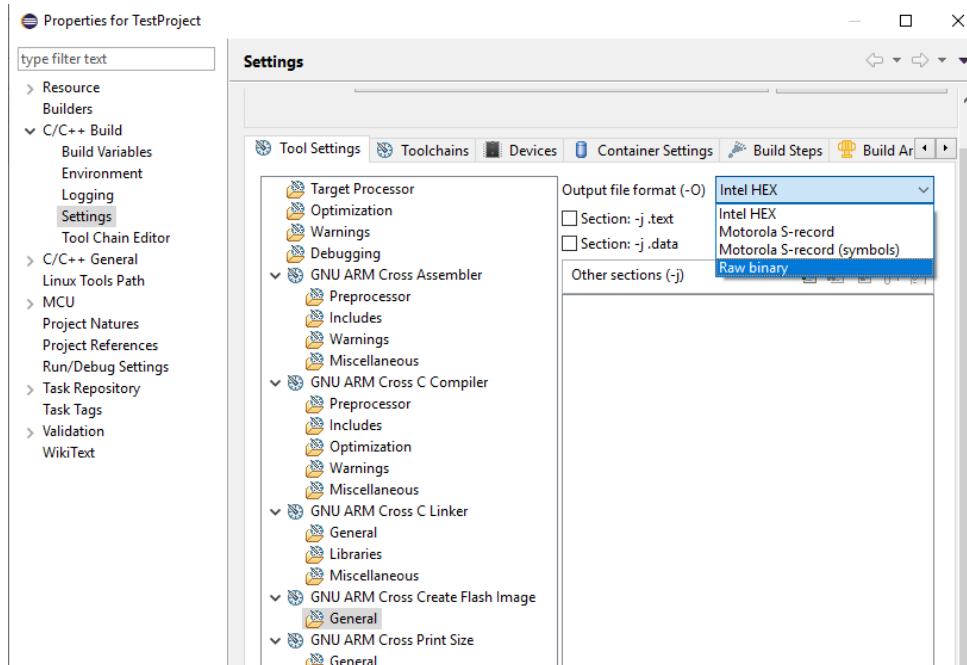 Properties for TestProject
type filter text
Resource
Builders
C/C++ Build
Build Variables
Environment
Logging
Settings
Tool Chain Editor
C/C++ General
Linux Tools Path
MCU
Project Natures
Project References
Run/Debug Settings
Task Repository
Task Tags
Validation
WikiText
Settings
Tool Settings
Toolchains
Devices
Container Settings
Build Steps
Build Ar
Target Processor
Optimization
Warnings
Debugging
GNU ARM Cross Assembler
Preprocessor
Includes
Warnings
Miscellaneous
GNU ARM Cross C Compiler
Preprocessor
Includes
Optimization
Warnings
Miscellaneous
GNU ARM Cross C Linker
General
Libraries
Miscellaneous
GNU ARM Cross Create Flash Image
General
GNU ARM Cross Print Size
General
Output file format (-O)
Intel HEX
Intel HEX
Motorola S-record
Motorola S-record (symbols)
Raw binary
Section: -j .text
Section: -j .data
Other sections (-j)